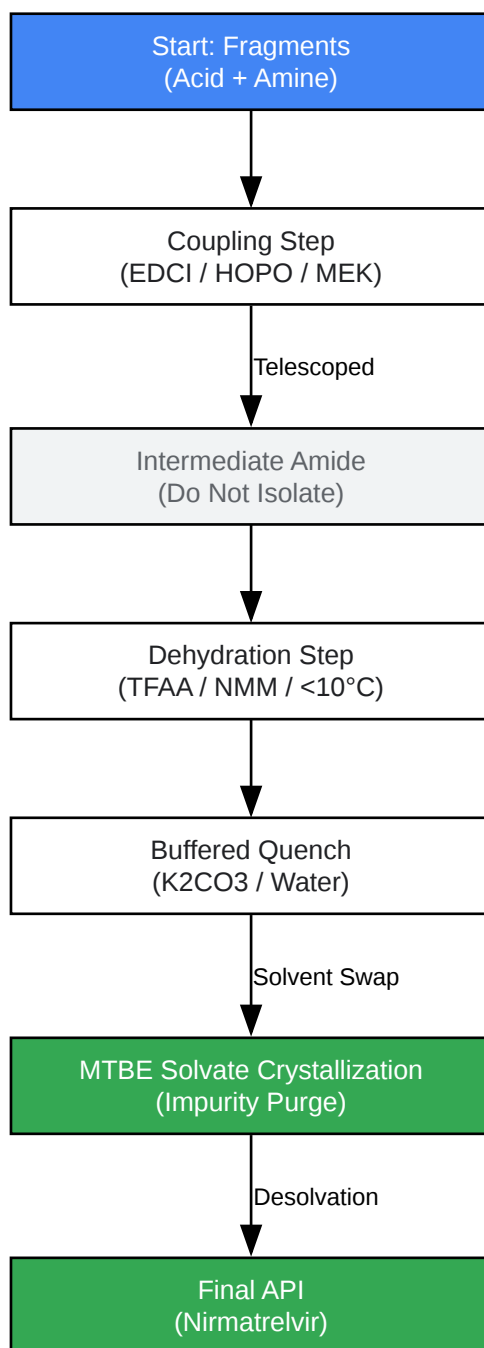 Start: Fragments
(Acid + Amine)
Coupling Step
(EDCI / HOPO / MEK)
Telescoped
Intermediate Amide
(Do Not Isolate)
Dehydration Step
(TFAA / NMM / <10°C)
Buffered Quench
(K2CO3 / Water)
Solvent Swap
MTBE Solvate Crystallization
(Impurity Purge)
Desolvation
Final API
(Nirmatrelvir)